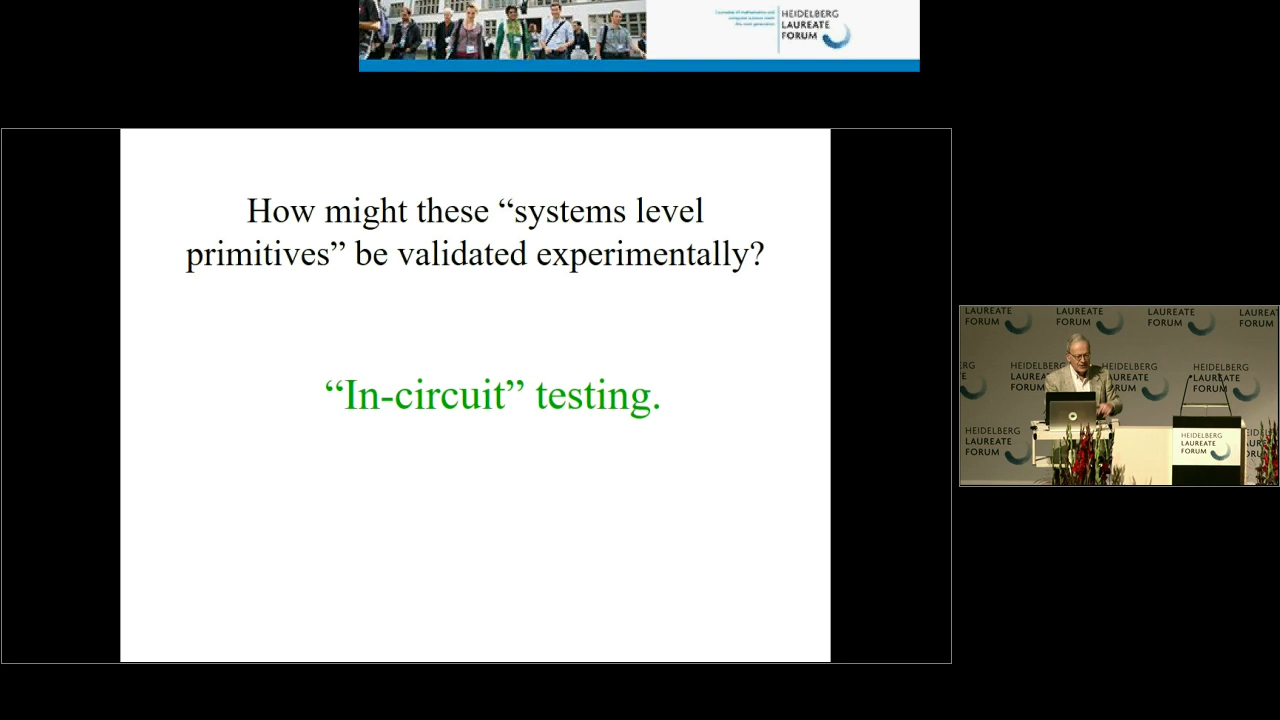 HEIDELBERG
LAUREATE
FORUM
How might these “systems level
primitives” be validated experimentally?
“In-circuit” testing.
LAUREATE
FORUM
LAUREATE
FORUM
LAUREATE
FORUM
LAUREAT
FORUM
HEIDELBERG
LAUREATE
FORUM
HEIDELBERG
LAUREATE
FORUM
HEIDELBERG
LAUREATE
FORUM
HEIDELBERG
LAUREATE
FORUM